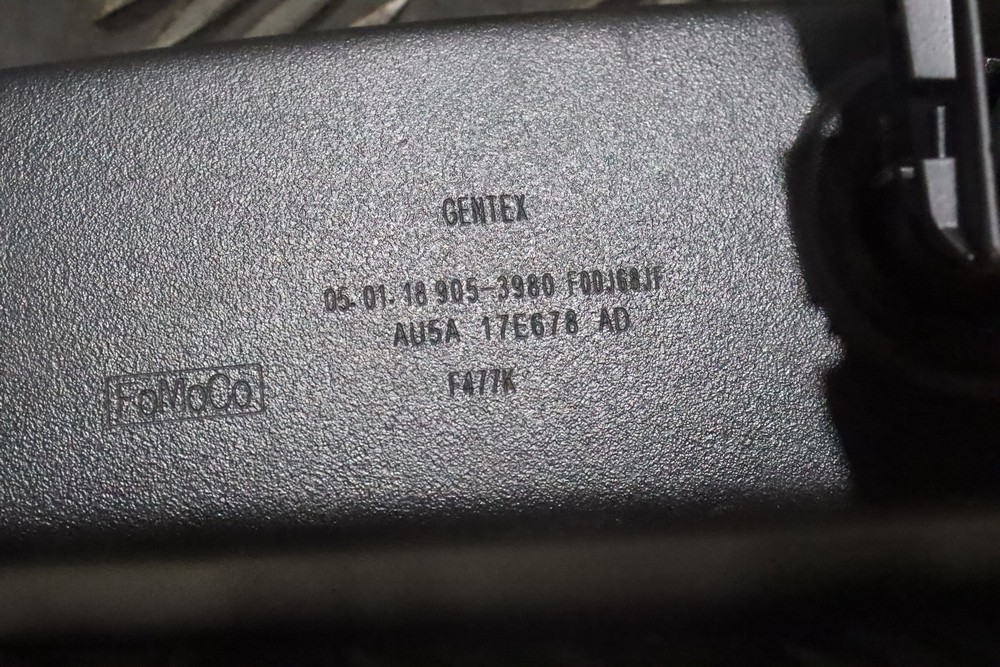 GENTEX
05.01.18 905-3980 F0DJ68JF
AU5A 17E678 AD
FoMoCo
F477K